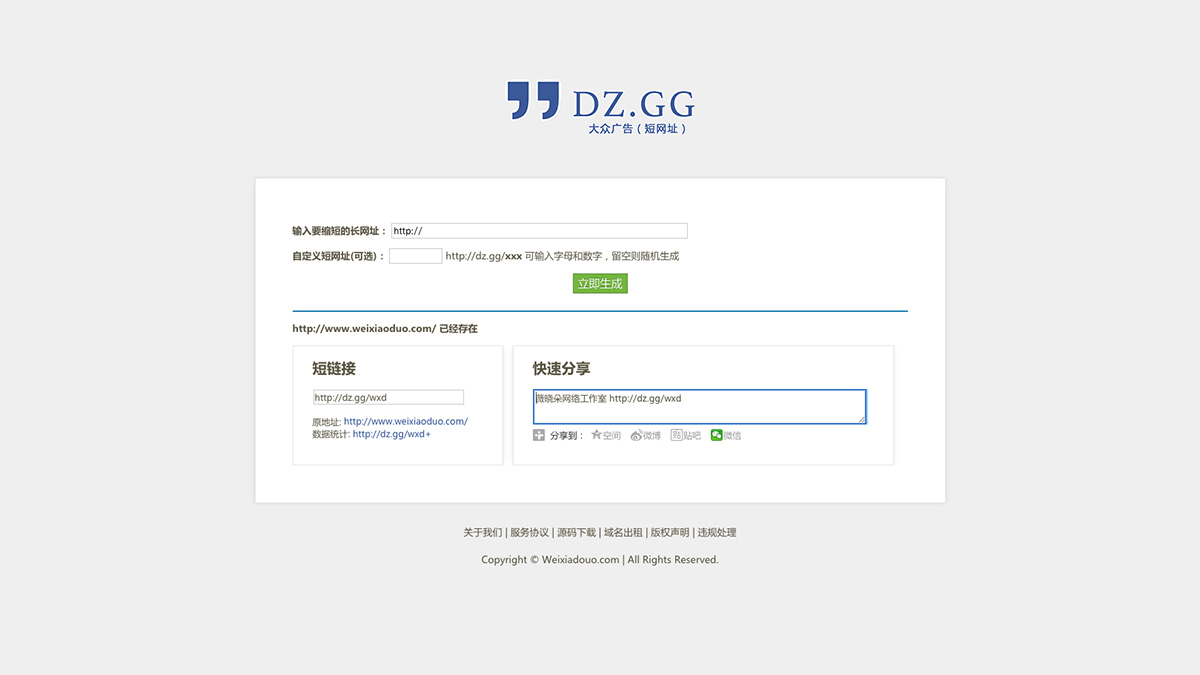 DZ.GG
大众广告（短网址）
输入要缩短的长网址： http://
自定义短网址(可选)： http://dz.gg/xxx 可输入字母和数字，留空则随机生成
立即生成
http://www.weixiaoduo.com/ 已经存在
短链接
http://dz.gg/wxd
原地址: http://www.weixiaoduo.com/
数据统计: http://dz.gg/wxd+
快速分享
薇晓朵网络工作室 http://dz.gg/wxd
分享到： 空间 微博 贴吧 微信
关于我们 | 服务协议 | 源码下载 | 域名出租 | 版权声明 | 违规处理
Copyright © Weixiadouo.com | All Rights Reserved.